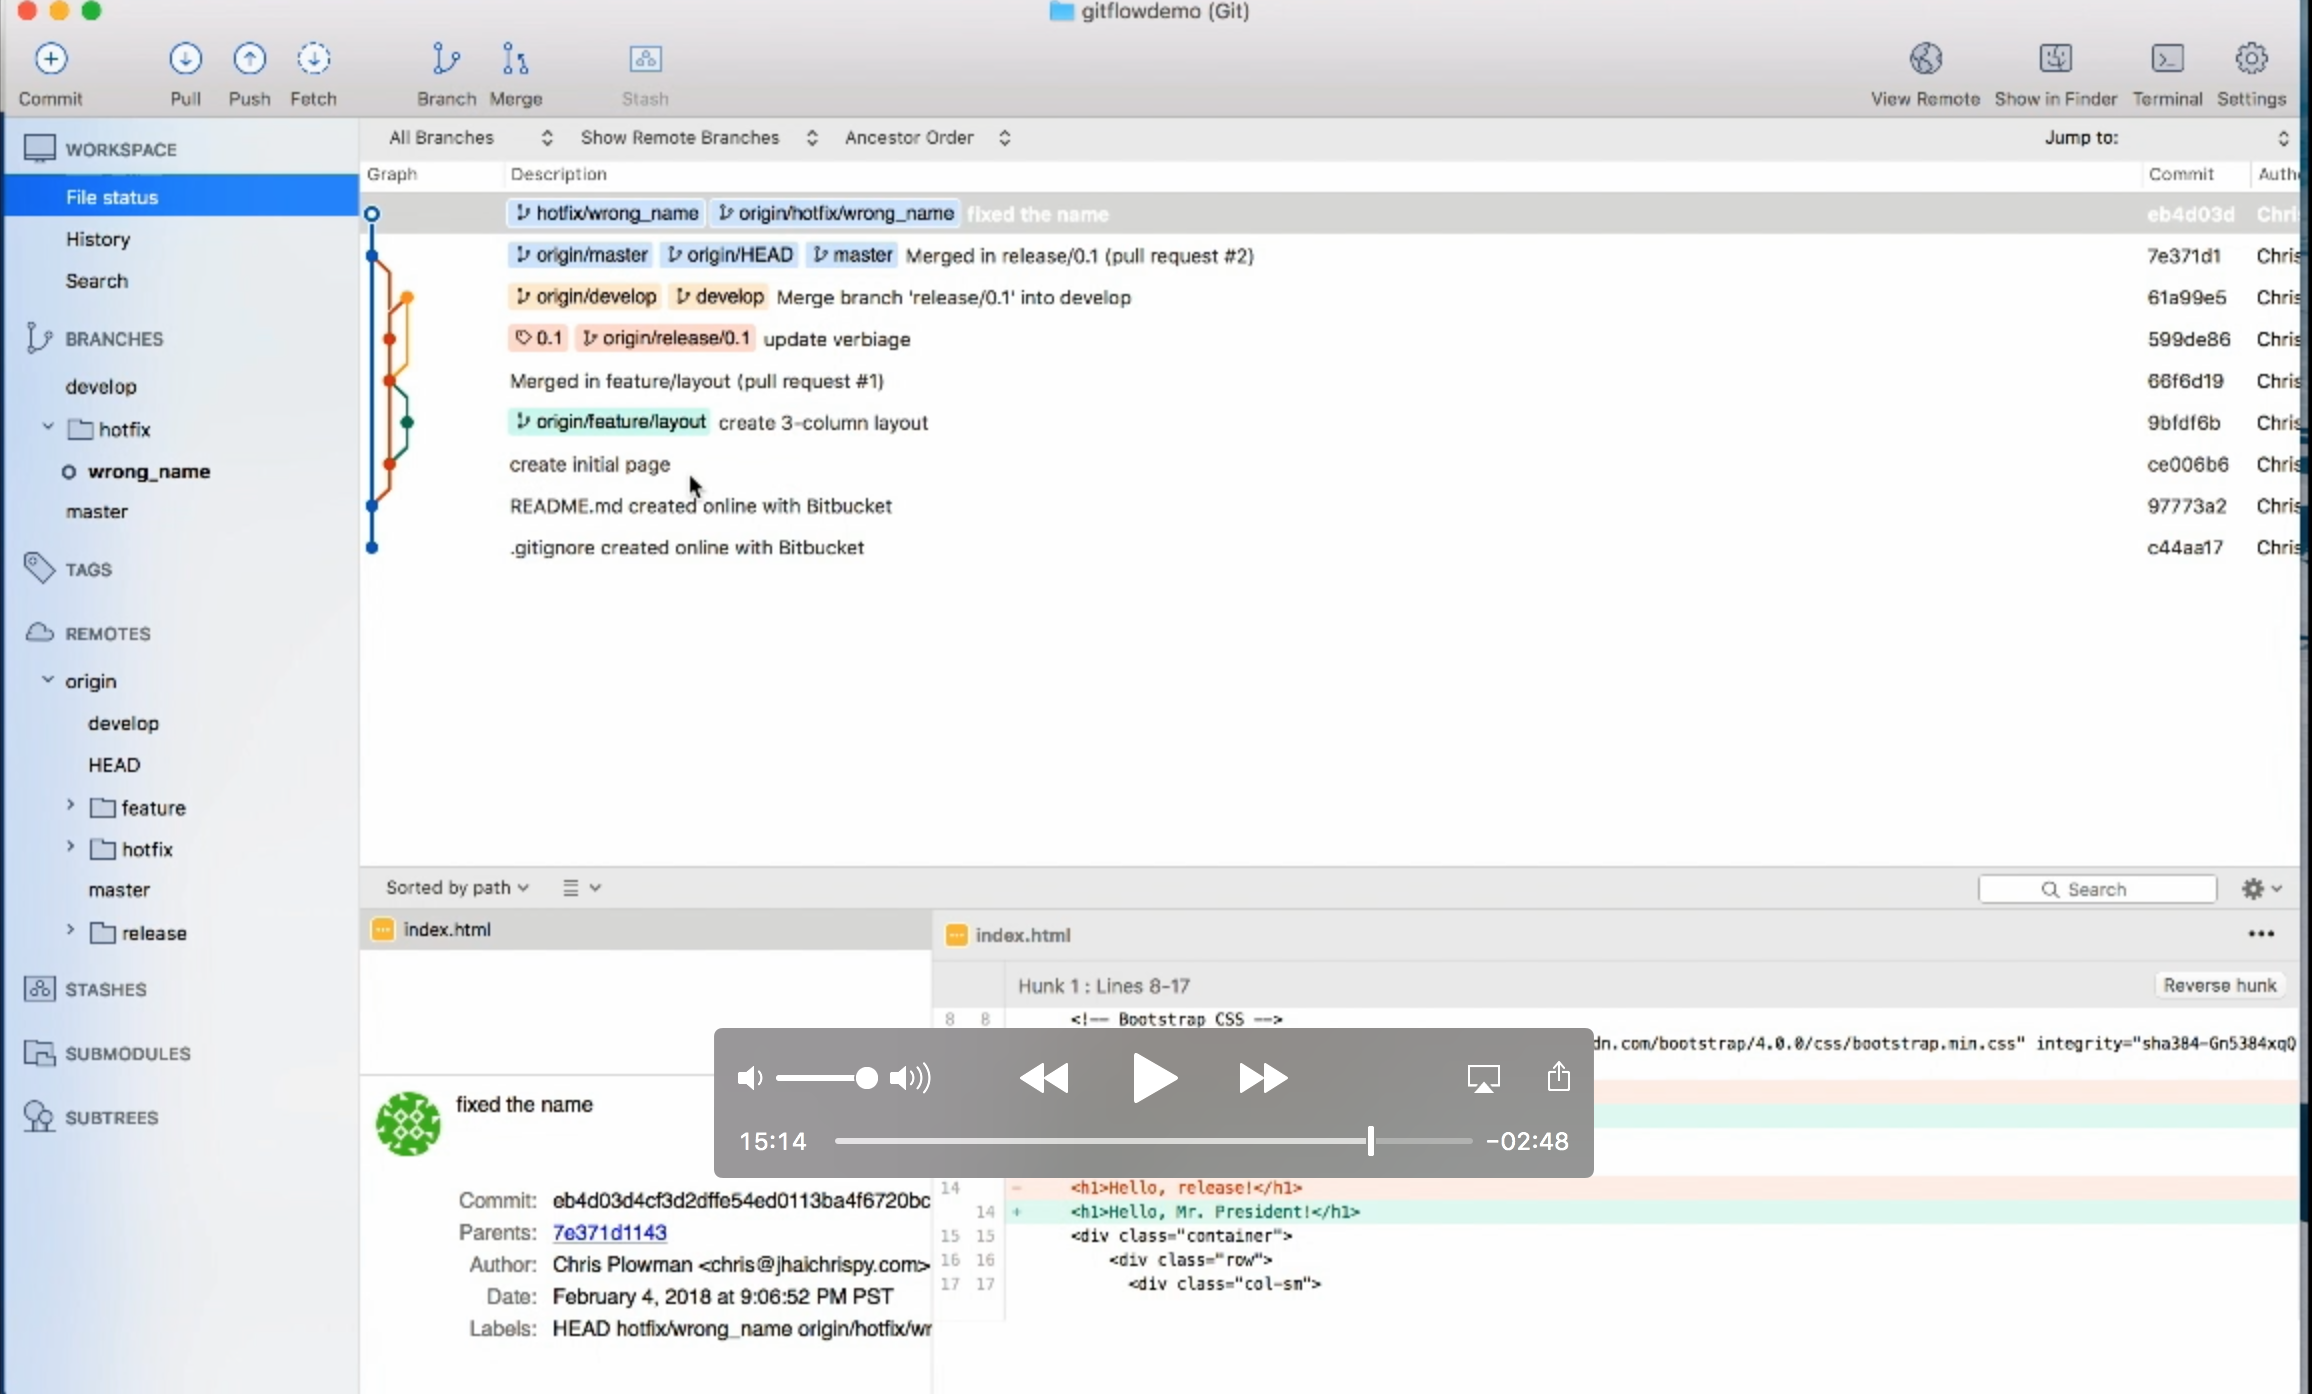 gitflowdemo (Git)
Commit Pull Push Fetch Branch Merge Stash View Remote Show in Finder Terminal Settings
WORKSPACE
File status
History
Search
BRANCHES
develop
hotfix
wrong_name
master
TAGS
REMOTES
origin
develop
HEAD
feature
hotfix
master
release
STASHES
SUBMODULES
SUBTREES
All Branches Show Remote Branches Ancestor Order Jump to:
Graph Description Commit Auth
hotfix/wrong_name origin/hotfix/wrong_name fixed the name eb4d03d Chri
origin/master origin/HEAD master Merged in release/0.1 (pull request #2) 7e371d1 Chris
origin/develop develop Merge branch 'release/0.1' into develop 61a99e5 Chris
0.1 origin/release/0.1 update verbiage 599de86 Chris
Merged in feature/layout (pull request #1) 66f6d19 Chris
origin/feature/layout create 3-column layout 9bfdf6b Chris
create initial page ce006b6 Chris
README.md created online with Bitbucket 97773a2 Chris
.gitignore created online with Bitbucket c44aa17 Chris
Sorted by path Search
index.html
fixed the name
Commit: eb4d03d4cf3d2dffe54ed0113ba4f6720bc
Parents: 7e371d1143
Author: Chris Plowman <chris@jhaichrispy.com>
Date: February 4, 2018 at 9:06:52 PM PST
Labels: HEAD hotfix/wrong_name origin/hotfix/wr
index.html
Hunk 1 : Lines 8-17 Reverse hunk
8 8 <!-- Bootstrap CSS -->
dn.com/bootstrap/4.0.0/css/bootstrap.min.css" integrity="sha384-Gn5384xqQ
14 - <h1>Hello, release!</h1>
14 + <h1>Hello, Mr. President!</h1>
15 15 <div class="container">
16 16 <div class="row">
17 17 <div class="col-sm">
15:14 -02:48